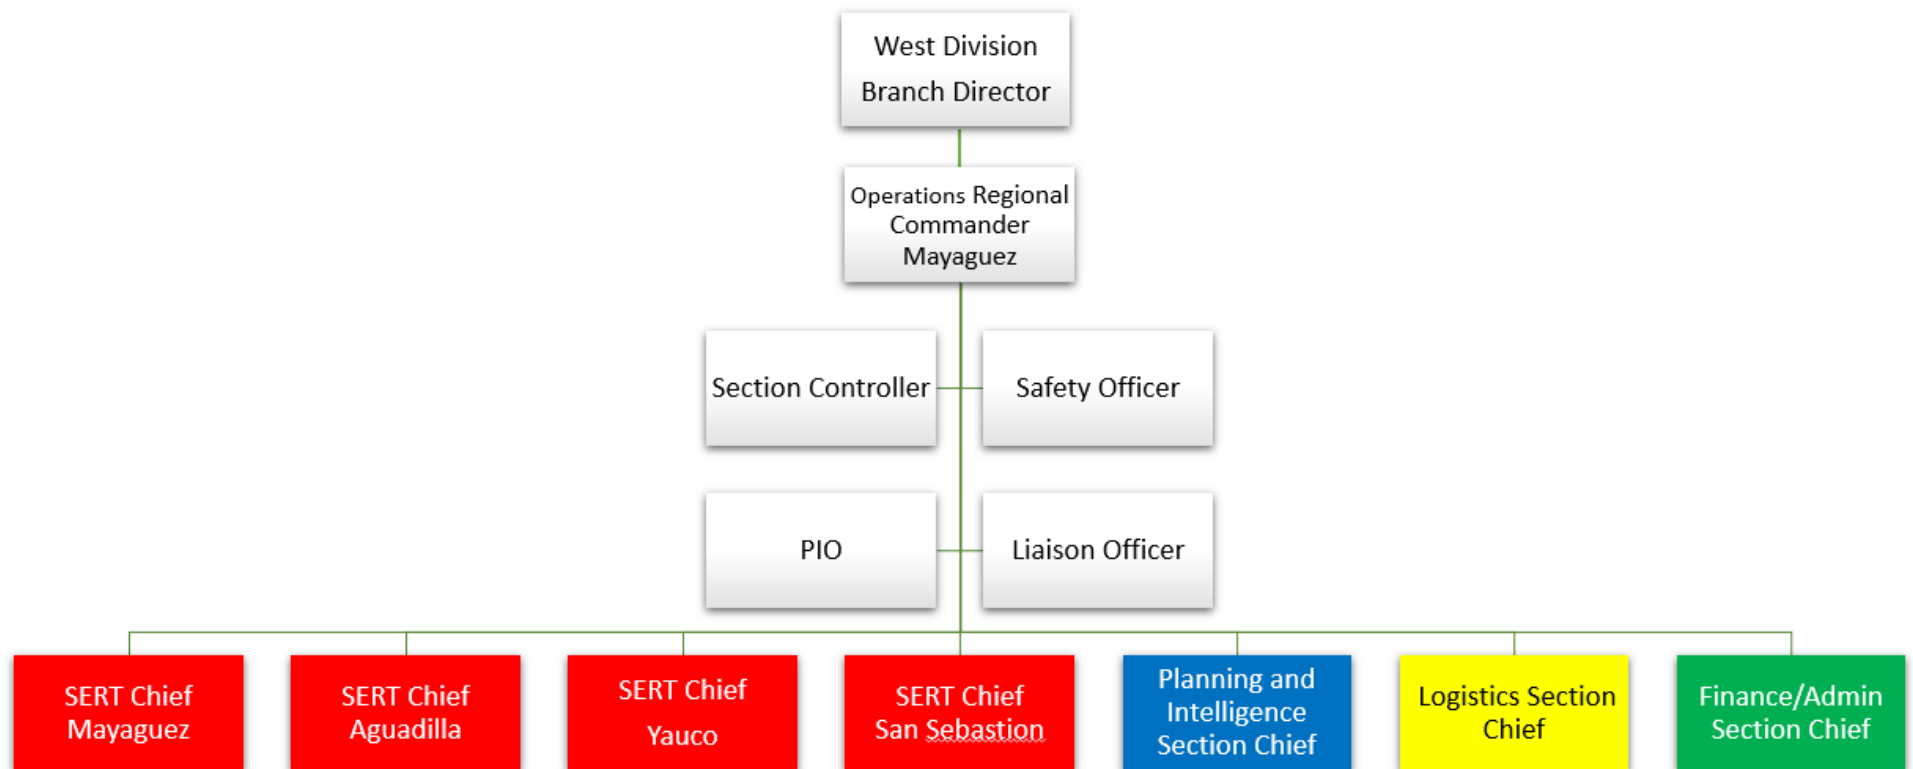 West Division
Branch Director
Operations Regional
Commander
Mayaguez
Section Controller
Safety Officer
PIO
Liaison Officer
SERT Chief
Mayaguez
SERT Chief
Aguadilla
SERT Chief
Yauco
SERT Chief
San Sebastion
Planning and
Intelligence
Section Chief
Logistics Section
Chief
Finance/Admin
Section Chief